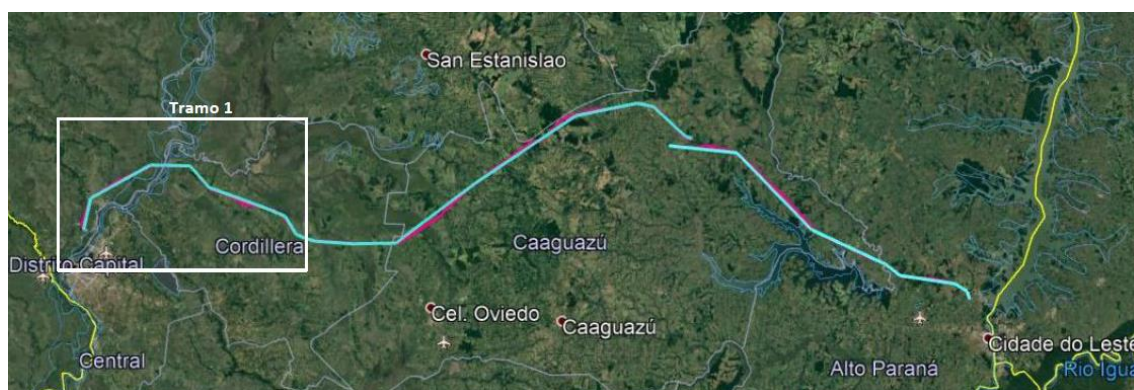 San Estanislao
Tramo 1
Cordillera
Caaguazú
Distrito Capital
Cel. Oviedo
Caaguazú
Cidade do Leste
Central
Alto Paraná
Rio Igua